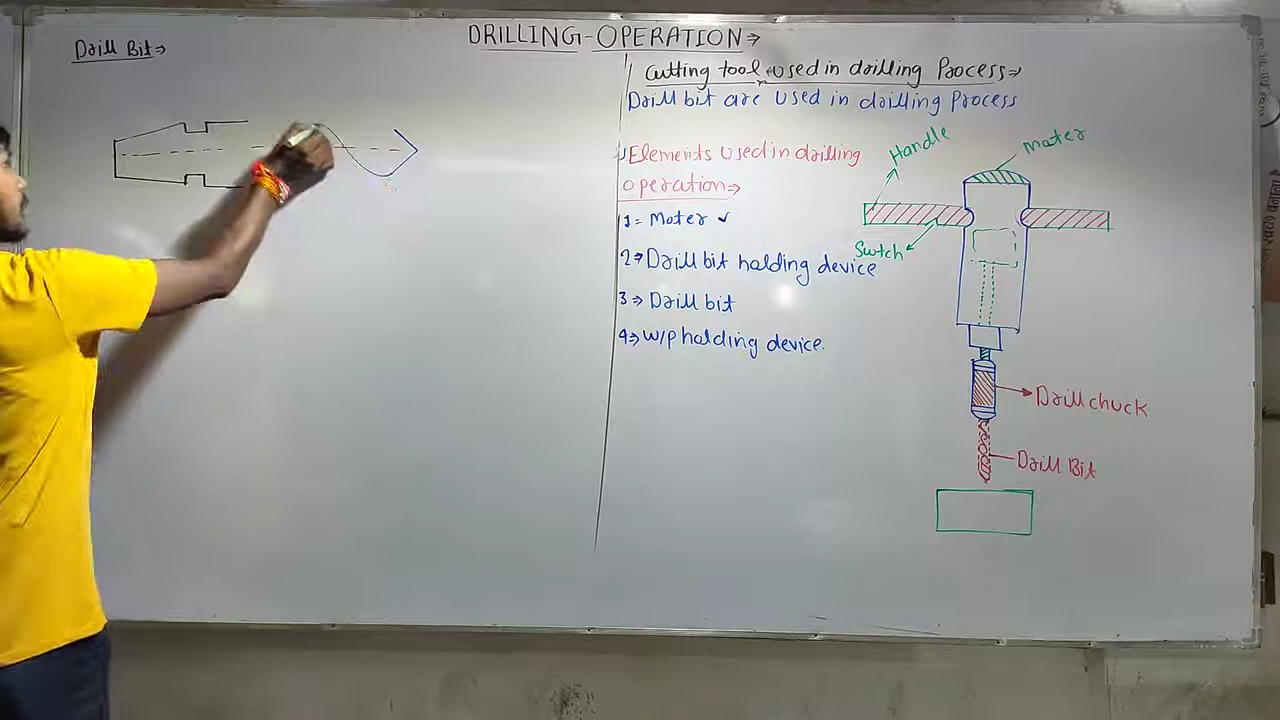 DRILLING-OPERATION⇒
Drill Bit⇒
Cutting tool used in drilling Process⇒
Drill bit are used in drilling Process
Elements used in drilling
operation⇒
1= Moter ✓
2⇒ Drill bit holding device
3⇒ Drill bit
4⇒ w/p holding device.
Handle
Moter
Swtch
Drill chuck
Drill Bit